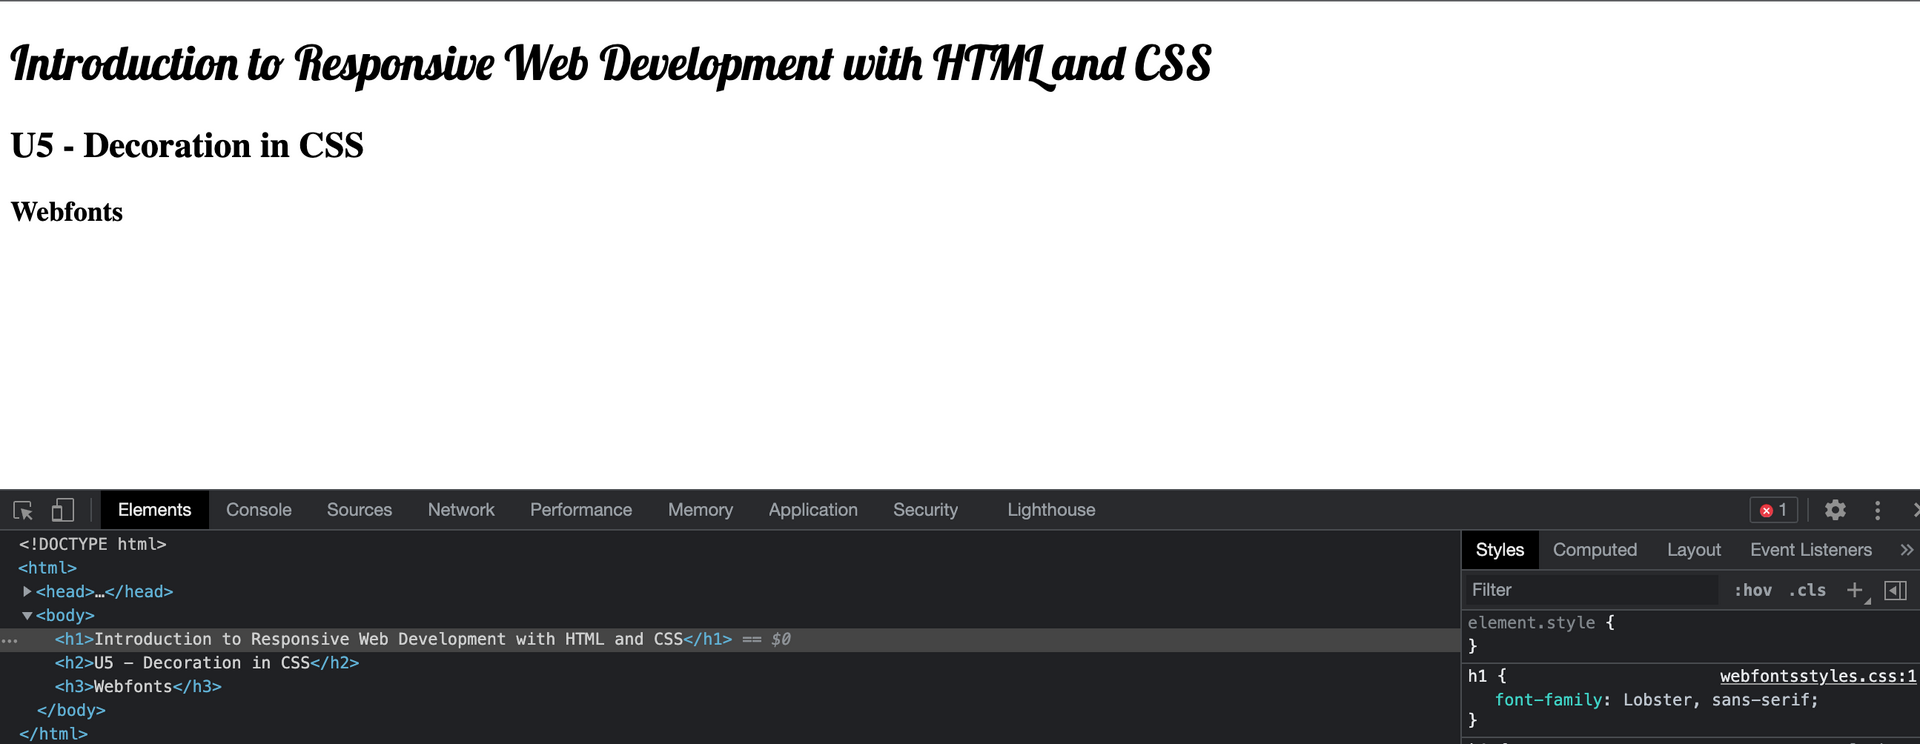 Introduction to Responsive Web Development with HTML and CSS
U5 - Decoration in CSS
Webfonts
Elements Console Sources Network Performance Memory Application Security Lighthouse 1
<!DOCTYPE html>
<html>
<head>…</head>
<body>
<h1>Introduction to Responsive Web Development with HTML and CSS</h1> == $0
<h2>U5 – Decoration in CSS</h2>
<h3>Webfonts</h3>
</body>
</html>
Styles Computed Layout Event Listeners »
Filter :hov .cls +
element.style {
}
h1 { webfontsstyles.css:1
font-family: Lobster, sans-serif;
}